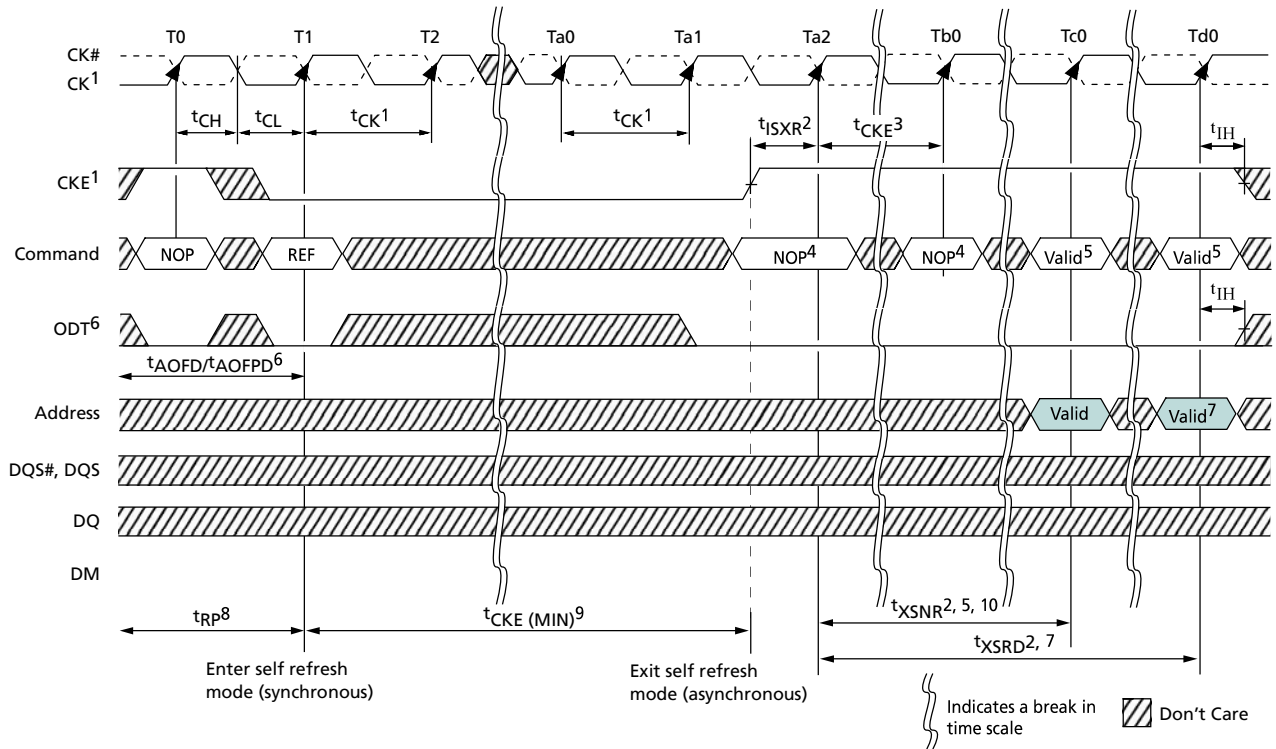 T0 T1 T2 Ta0 Ta1 Ta2 Tb0 Tc0 Td0
CK#
CK1
tCH tCL tCK1 tCK1 tISXR2 tCKE3 tIH
CKE1
Command NOP REF NOP4 NOP4 Valid5 Valid5
tIH
ODT6
tAOFD/tAOFPD6
Address Valid Valid7
DQS#, DQS
DQ
DM
tRP8 tCKE (MIN)9 tXSNR2, 5, 10
tXSRD2, 7
Enter self refresh
mode (synchronous)
Exit self refresh
mode (asynchronous)
Indicates a break in
time scale
Don't Care